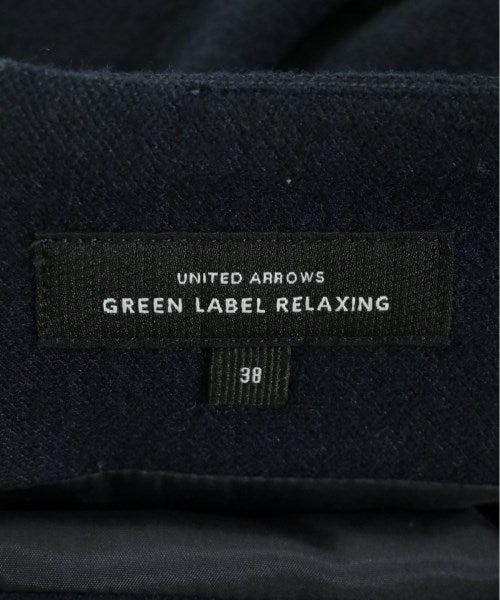 UNITED ARROWS
GREEN LABEL RELAXING
38